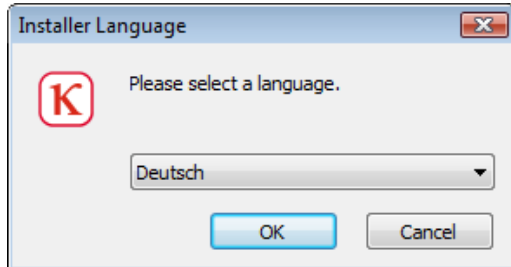 Installer Language
K
Please select a language.
Deutsch
OK
Cancel